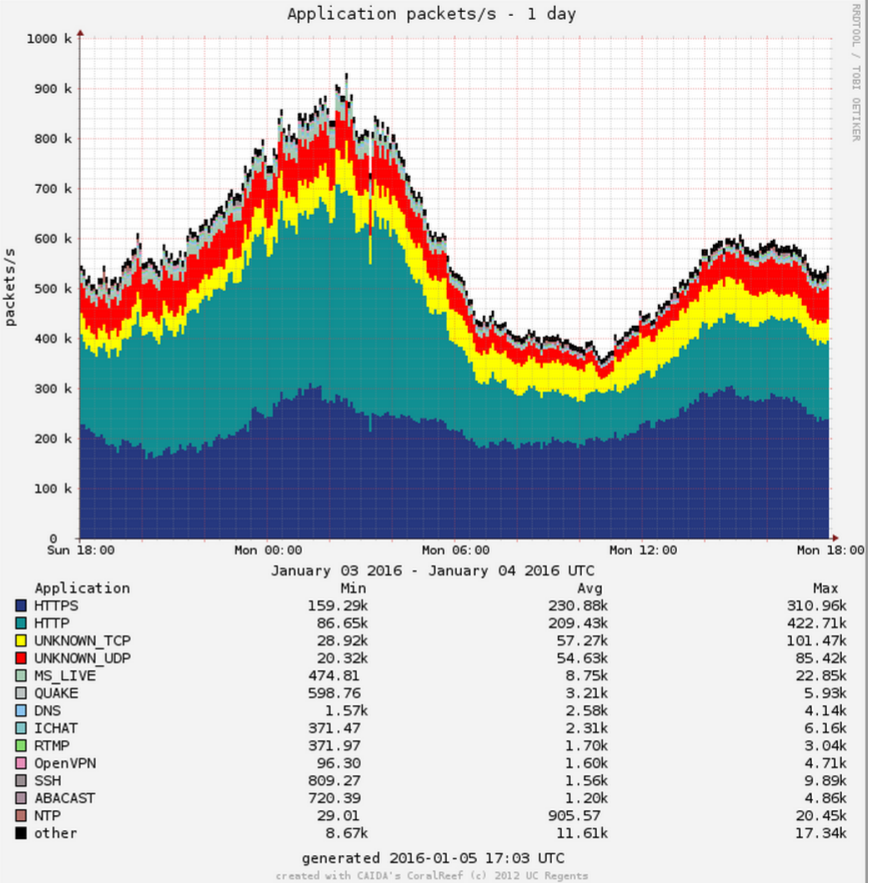 Application packets/s - 1 day
RRDTOOL / TOBI OETIKER
packets/s
1000 k
900 k
800 k
700 k
600 k
500 k
400 k
300 k
200 k
100 k
0
Sun 18:00 Mon 00:00 Mon 06:00 Mon 12:00 Mon 18:00
January 03 2016 - January 04 2016 UTC
Application Min Avg Max
HTTPS 159.29k 230.88k 310.96k
HTTP 86.65k 209.43k 422.71k
UNKNOWN_TCP 28.92k 57.27k 101.47k
UNKNOWN_UDP 20.32k 54.63k 85.42k
MS_LIVE 474.81 8.75k 22.85k
QUAKE 598.76 3.21k 5.93k
DNS 1.57k 2.58k 4.14k
ICHAT 371.47 2.31k 6.16k
RTMP 371.97 1.70k 3.04k
OpenVPN 96.30 1.60k 4.71k
SSH 809.27 1.56k 9.89k
ABACAST 720.39 1.20k 4.86k
NTP 29.01 905.57 20.45k
other 8.67k 11.61k 17.34k
generated 2016-01-05 17:03 UTC
created with CAIDA's CoralReef (c) 2012 UC Regents